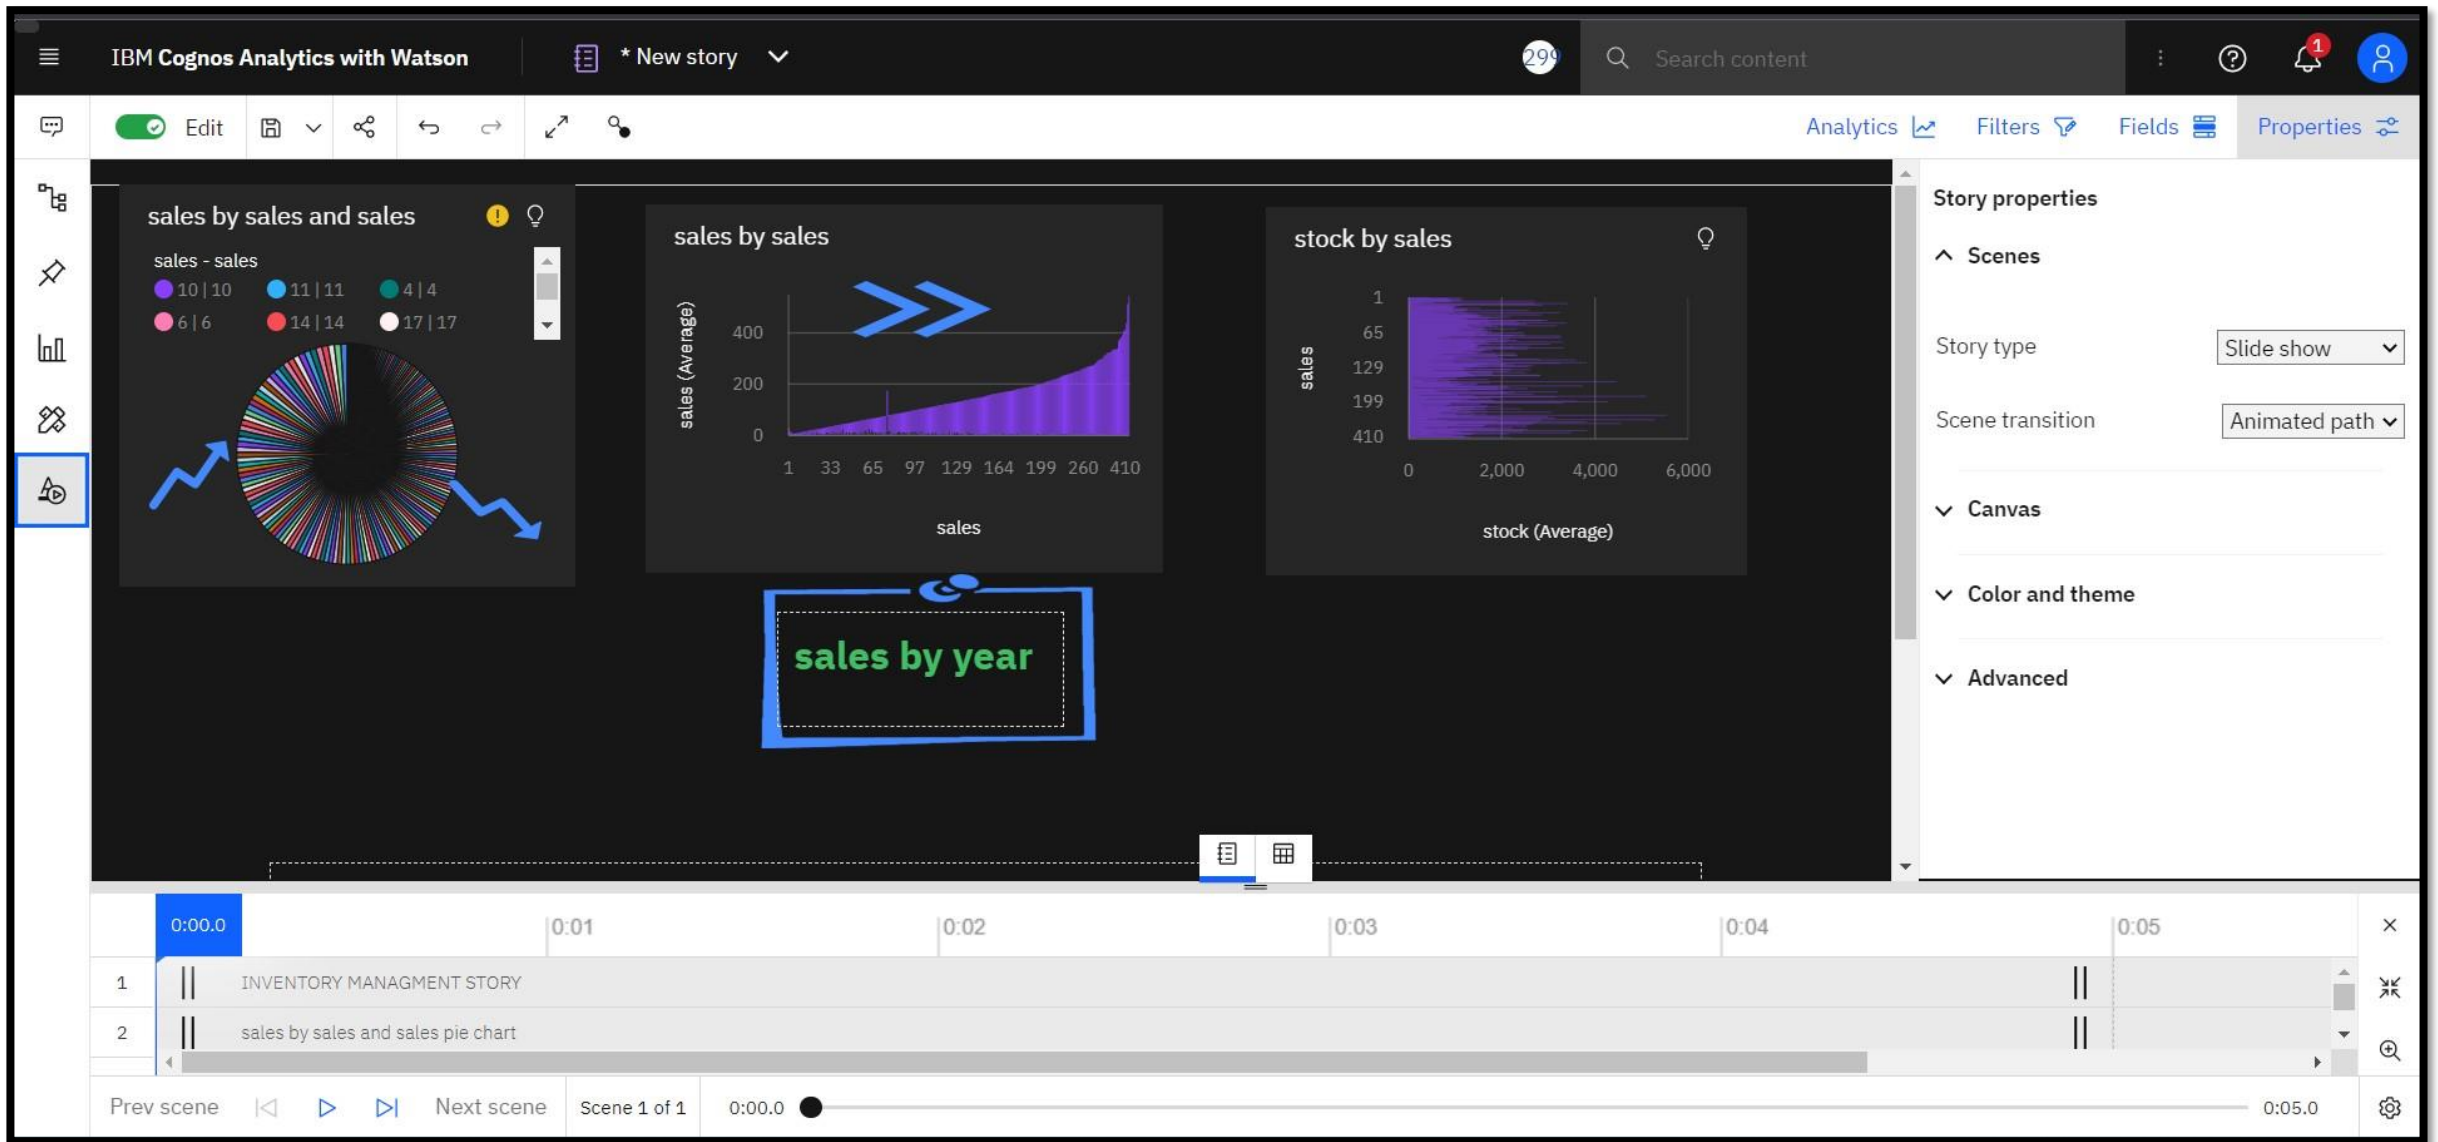 IBM Cognos Analytics with Watson
* New story
299
Search content
1
Edit
Analytics
Filters
Fields
Properties
sales by sales and sales
sales - sales
10 | 10 11 | 11 4 | 4
6 | 6 14 | 14 17 | 17
sales by sales
sales (Average)
400
200
0
1 33 65 97 129 164 199 260 410
sales
stock by sales
sales
1
65
129
199
410
0 2,000 4,000 6,000
stock (Average)
sales by year
Story properties
Scenes
Story type Slide show
Scene transition Animated path
Canvas
Color and theme
Advanced
0:00.0 0:01 0:02 0:03 0:04 0:05
1 INVENTORY MANAGMENT STORY
2 sales by sales and sales pie chart
Prev scene Next scene Scene 1 of 1 0:00.0 0:05.0